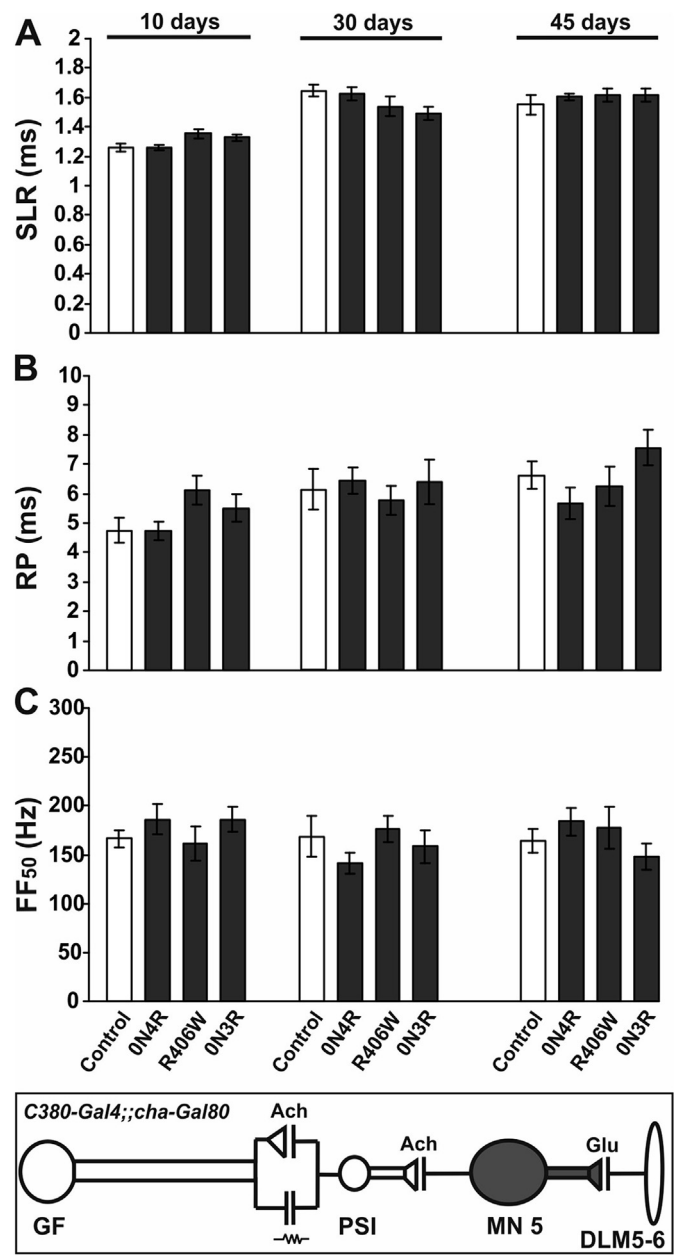 A
10 days 30 days 45 days
SLR (ms)
2
1.8
1.6
1.4
1.2
1
0.8
0.6
0.4
0.2
0
B
RP (ms)
10
9
8
7
6
5
4
3
2
1
0
C
FF50 (Hz)
300
250
200
150
100
50
0
Control 0N4R R406W 0N3R Control 0N4R R406W 0N3R Control 0N4R R406W 0N3R
C380-Gal4;;cha-Gal80
Ach
Ach
Glu
GF PSI MN 5 DLM5-6